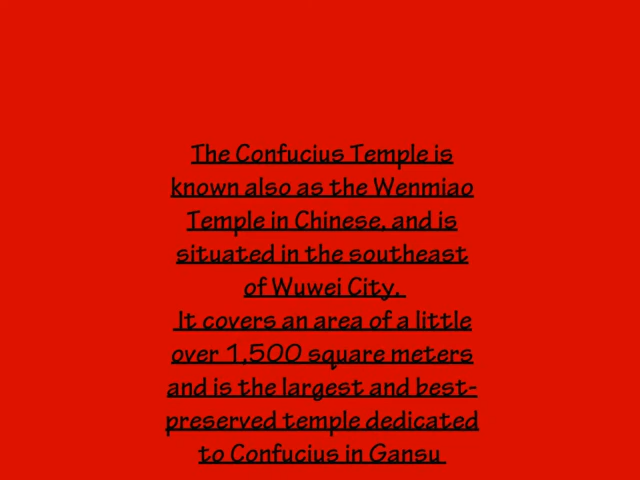 The Confucius Temple is
known also as the Wenmiao
Temple in Chinese, and is
situated in the southeast
of Wuwei City.
It covers an area of a little
over 1,500 square meters
and is the largest and best-
preserved temple dedicated
to Confucius in Gansu